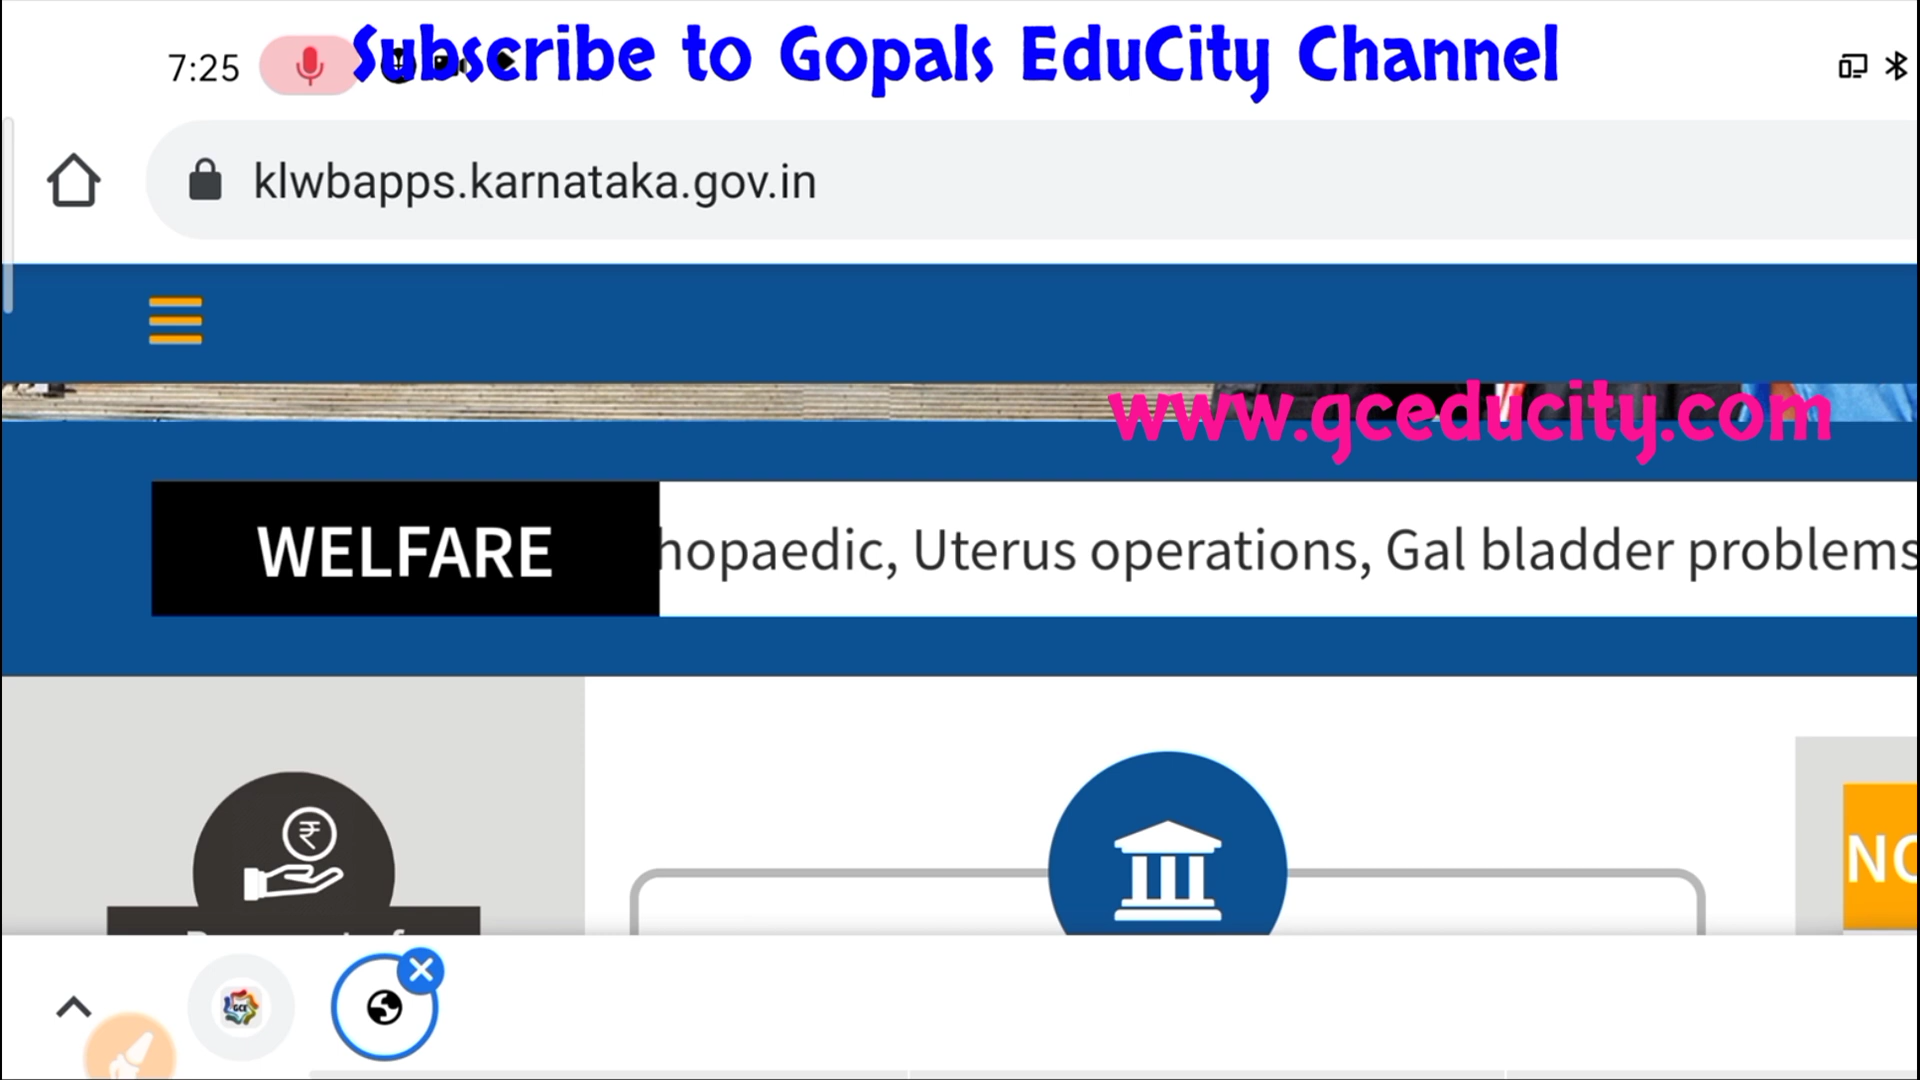 Subscribe to Gopals EduCity Channel
7:25
klwbapps.karnataka.gov.in
www.gceducity.com
WELFARE
hopaedic, Uterus operations, Gal bladder problems
NO
GCE